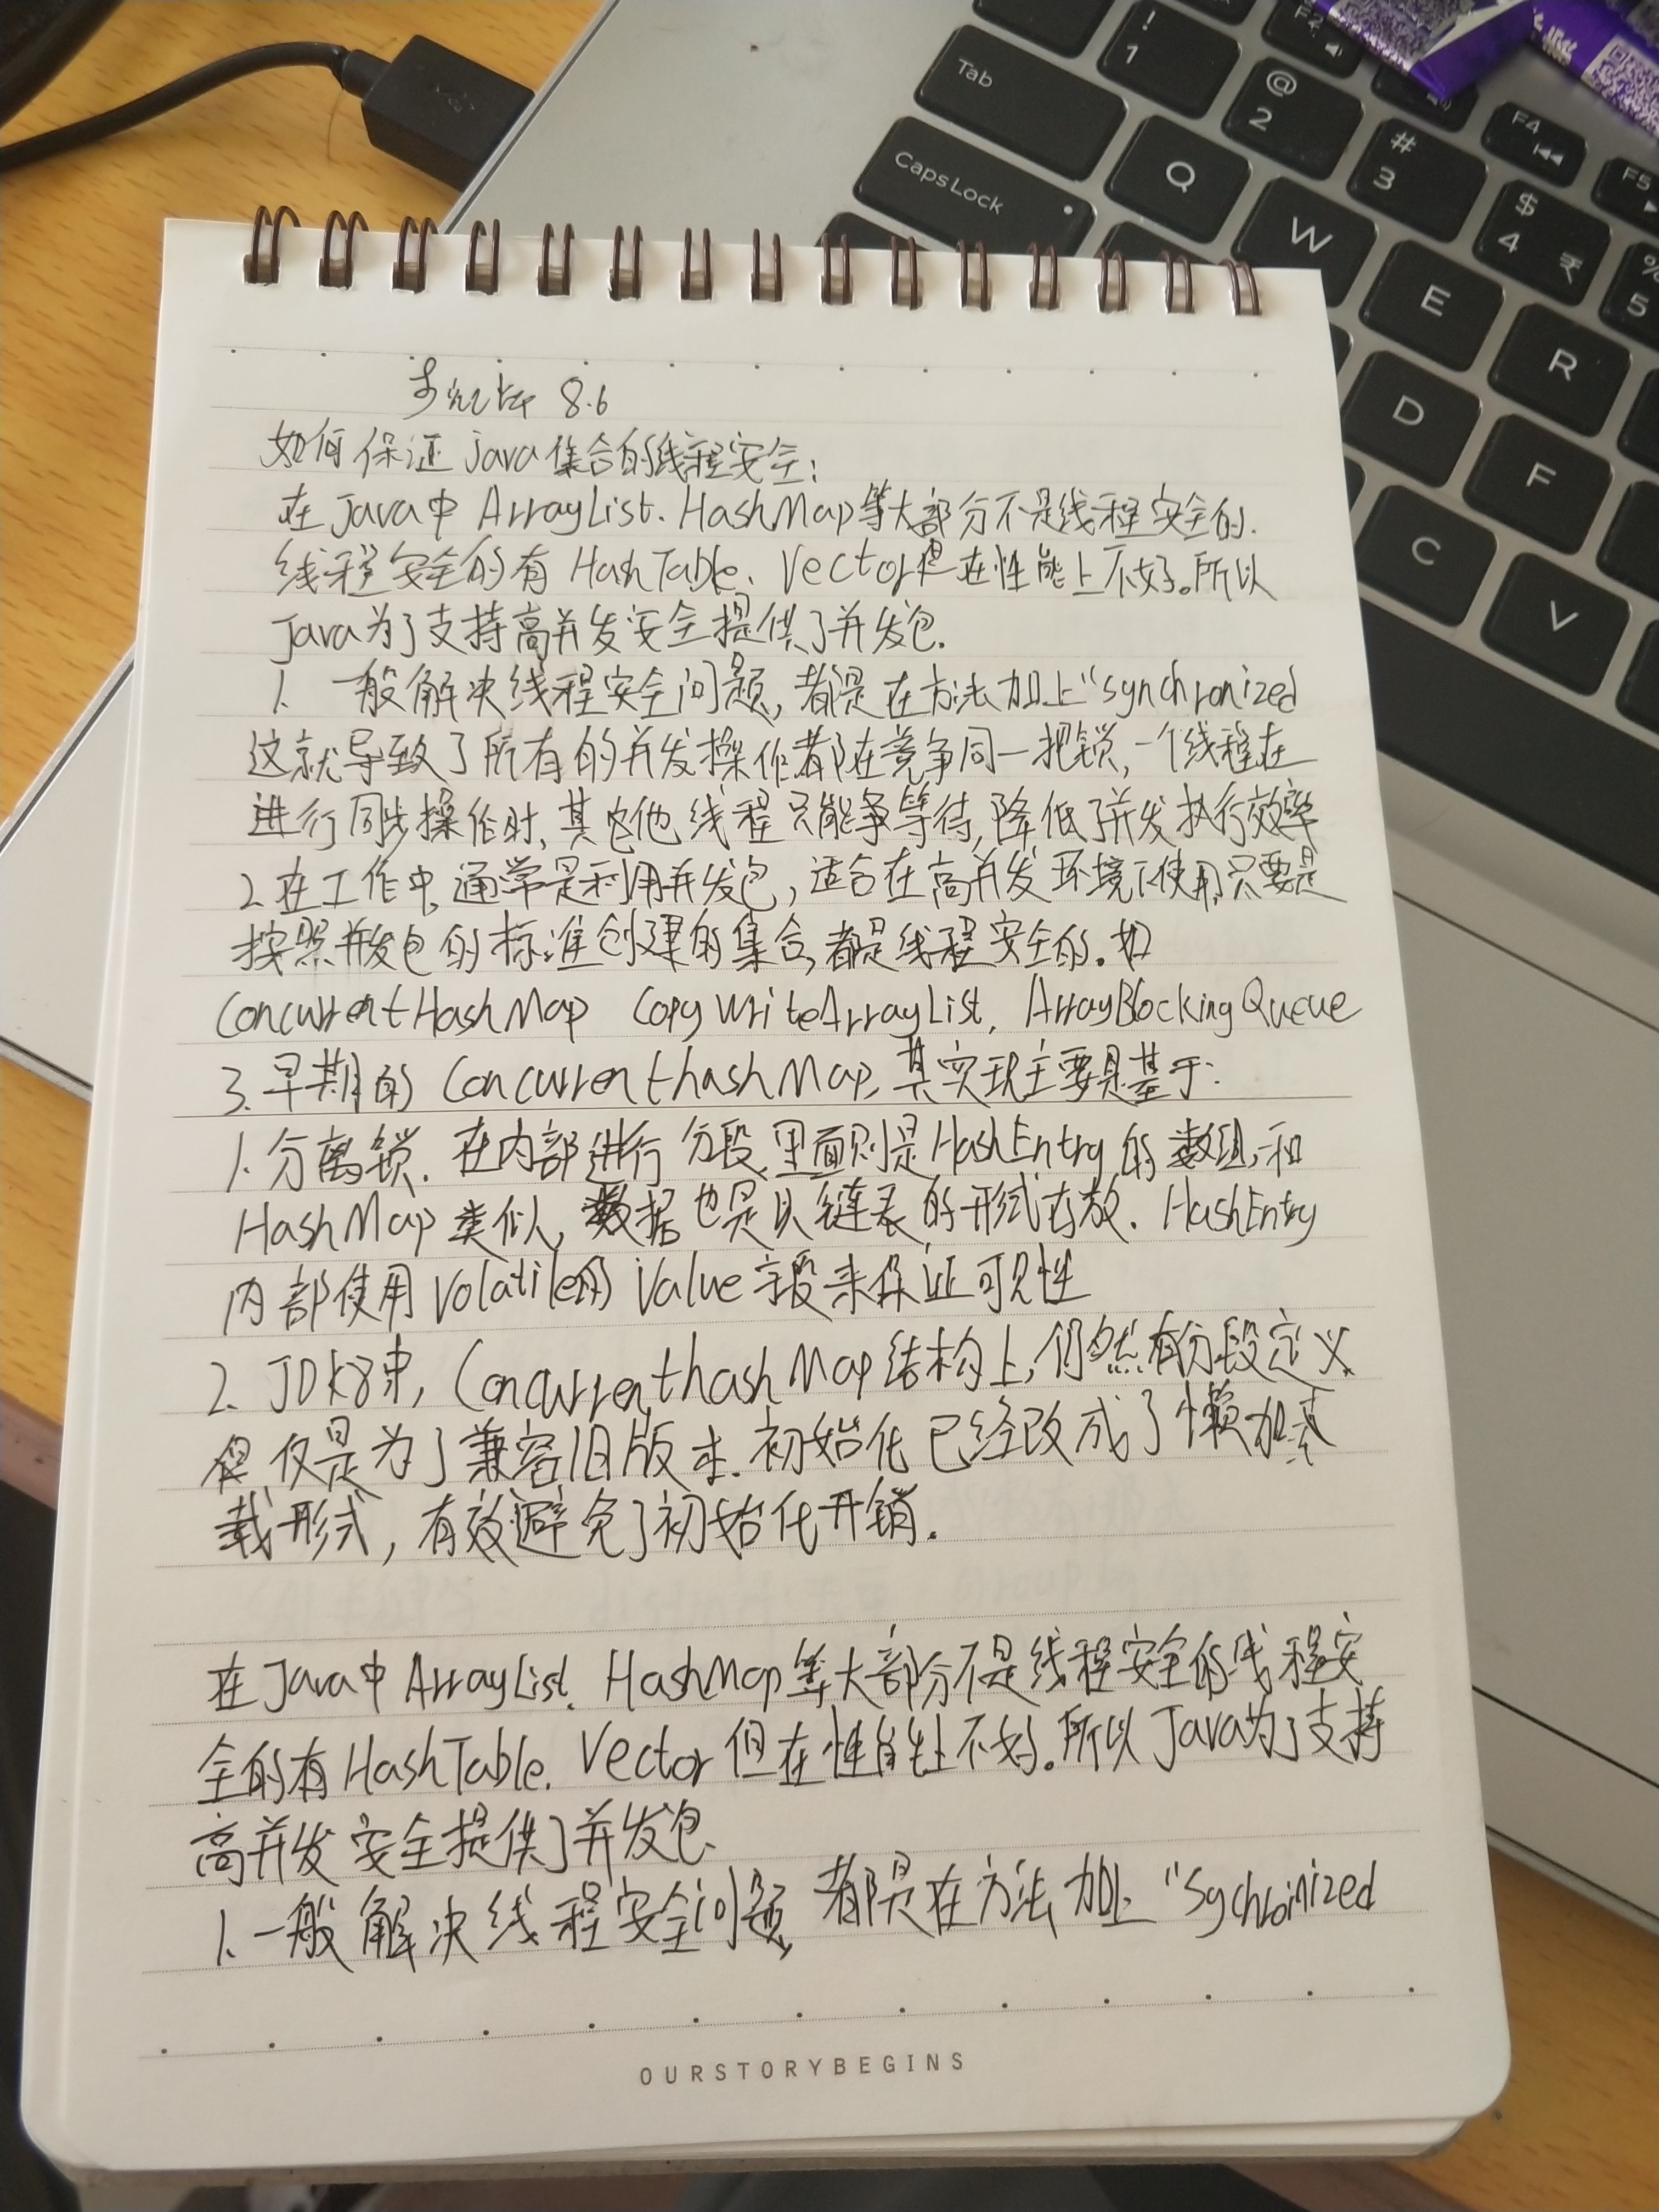 !
1
Tab
@
2
F2
#
3
F4
F5
Caps Lock
Q
W
$
4
₹
%
5
E
R
D
F
C
V
8.6
如何保证java集合的线程安全:
在Java中 ArrayList、HashMap等大部分不是线程安全的.
线程安全的有 HashTable、Vector但在性能上不好。所以
Java为了支持高并发安全提供了并发包.
1. 一般解决线程安全问题,都是在方法加上"synchronized
这就导致了所有的并发操作都在竞争同一把锁,一个线程在
进行同步操作时,其它他线程只能争等待,降低了并发执行效率
2.在工作中,通常是利用并发包,适合在高并发环境下使用,只要是
按照并发包的标准创建的集合,都是线程安全的。如
ConcurrentHashMap CopyWriteArrayList, ArrayBlockingQueue
3.早期的 ConcurrenthashMap,其实现主要是基于:
1.分离锁.在内部进行分段,里面则是HashEntry的数组,和
HashMap类似,数据也是以链表的形式存放. HashEntry
内部使用volatile的 Value字段来保证可见性
2. JDK8来, ConcurrenthashMap结构上,仍然有分段定义
但仅是为了兼容旧版本.初始化已经改成了懒加
载形式,有效避免了初始化开销.
在Java中ArrayList. HashMap等大部分不是线程安全的线程安
全的有HashTable. Vector但在性能上不好。所以Java为了支持
高并发安全提供了并发包.
1.一般解决线程安全问题,都是在方法加上"Sychroinized
OURSTORYBEGINS